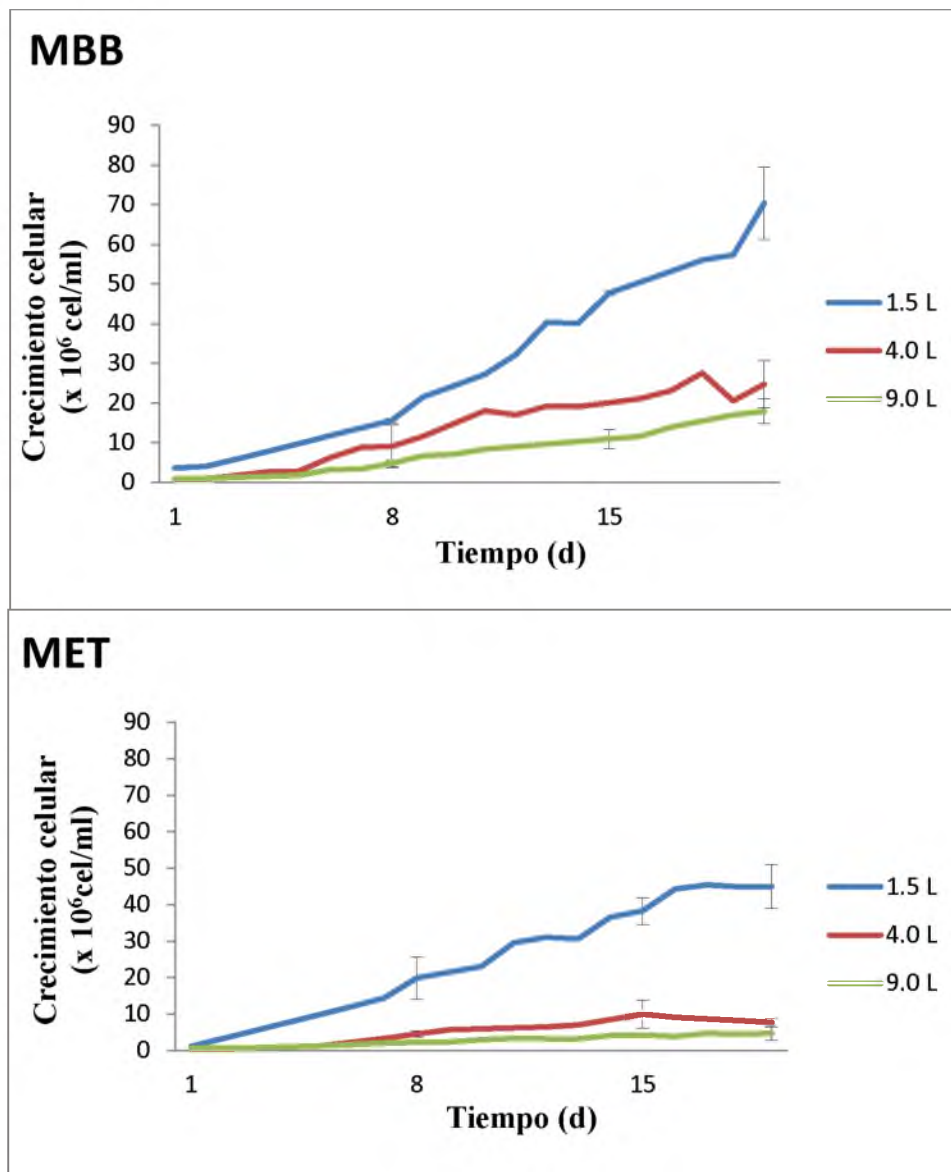 MBB
90
80
70
60
50
40
30
20
10
0
Crecimiento celular
(x 10⁶ cel/ml)
1 8 15
Tiempo (d)
1.5 L
4.0 L
9.0 L
MET
90
80
70
60
50
40
30
20
10
0
Crecimiento celular
(x 10⁶cel/ml)
1 8 15
Tiempo (d)
1.5 L
4.0 L
9.0 L